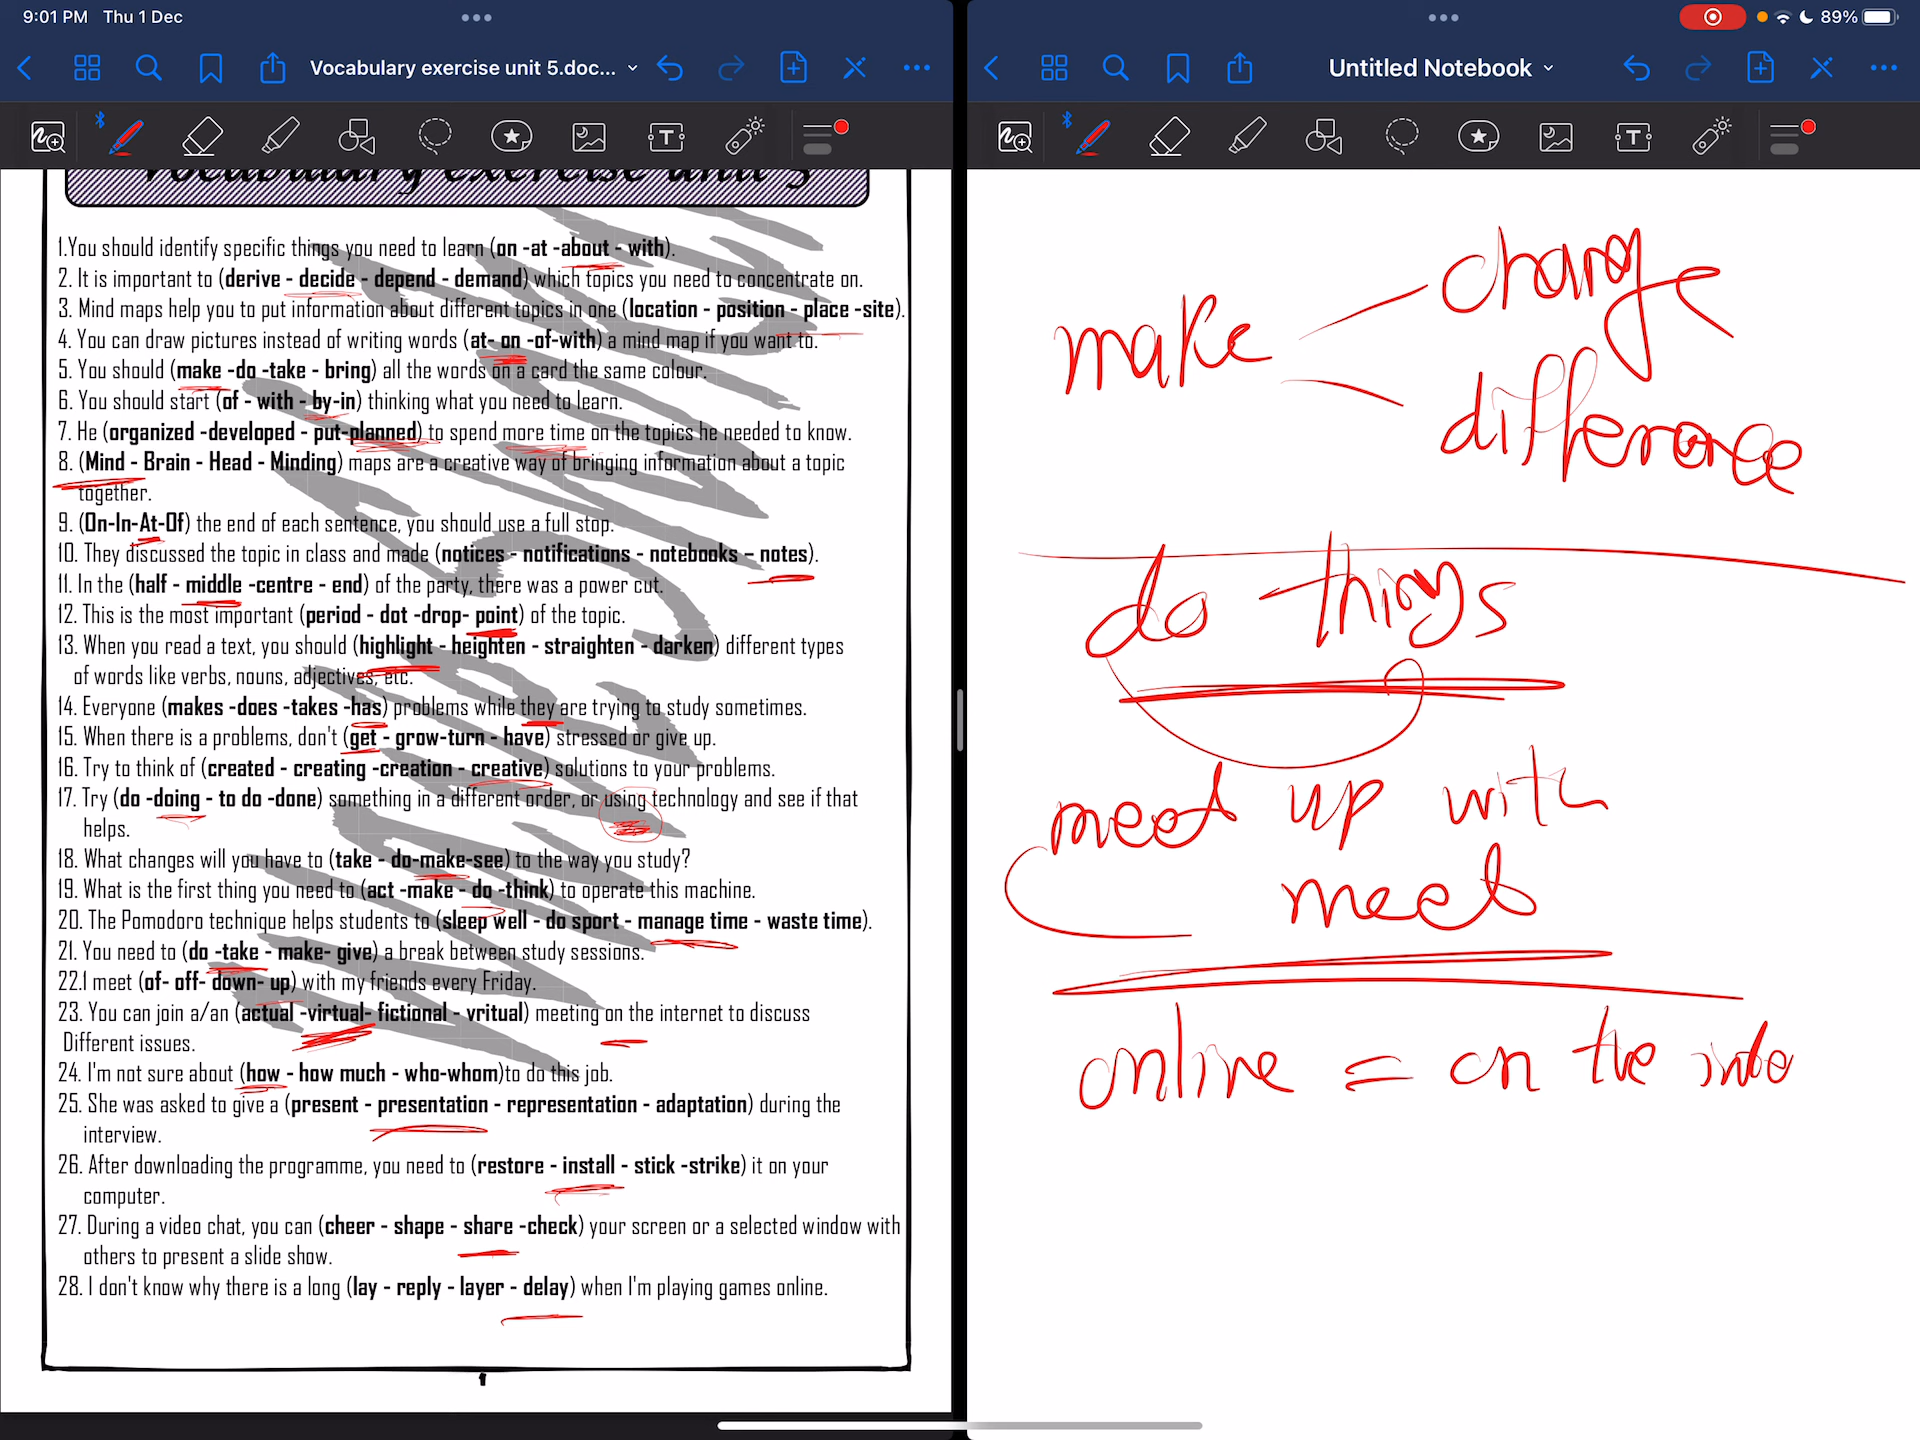 9:01 PM Thu 1 Dec
89%
Vocabulary exercise unit 5.doc...
Untitled Notebook
Vocabulary exercise unit 5
1.You should identify specific things you need to learn (on -at -about - with).
2. It is important to (derive - decide - depend - demand) which topics you need to concentrate on.
3. Mind maps help you to put information about different topics in one (location - position - place -site).
4. You can draw pictures instead of writing words (at- on -of-with) a mind map if you want to.
5. You should (make -do -take - bring) all the words on a card the same colour.
6. You should start (of - with - by-in) thinking what you need to learn.
7. He (organized -developed - put-planned) to spend more time on the topics he needed to know.
8. (Mind - Brain - Head - Minding) maps are a creative way of bringing information about a topic
together.
9. (On-In-At-Of) the end of each sentence, you should use a full stop.
10. They discussed the topic in class and made (notices - notifications - notebooks – notes).
11. In the (half - middle -centre - end) of the party, there was a power cut.
12. This is the most important (period - dot -drop- point) of the topic.
13. When you read a text, you should (highlight - heighten - straighten - darken) different types
of words like verbs, nouns, adjectives, etc.
14. Everyone (makes -does -takes -has) problems while they are trying to study sometimes.
15. When there is a problems, don't (get - grow-turn - have) stressed or give up.
16. Try to think of (created - creating -creation - creative) solutions to your problems.
17. Try (do -doing - to do -done) something in a different order, or using technology and see if that
helps.
18. What changes will you have to (take - do-make-see) to the way you study?
19. What is the first thing you need to (act -make - do -think) to operate this machine.
20. The Pomodoro technique helps students to (sleep well - do sport - manage time - waste time).
21. You need to (do -take - make- give) a break between study sessions.
22.I meet (of- off- down- up) with my friends every Friday.
23. You can join a/an (actual -virtual- fictional - vritual) meeting on the internet to discuss
Different issues.
24. I'm not sure about (how - how much - who-whom)to do this job.
25. She was asked to give a (present - presentation - representation - adaptation) during the
interview.
26. After downloading the programme, you need to (restore - install - stick -strike) it on your
computer.
27. During a video chat, you can (cheer - shape - share -check) your screen or a selected window with
others to present a slide show.
28. I don't know why there is a long (lay - reply - layer - delay) when I'm playing games online.
1
change
make
difference
do things
meet up with
meet
online = on the inte